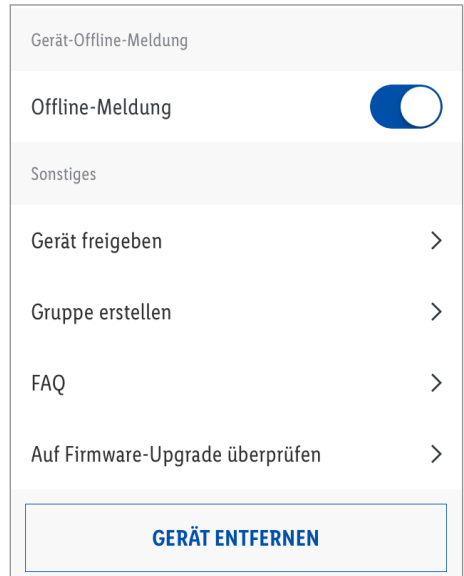 Gerät-Offline-Meldung
Offline-Meldung
Sonstiges
Gerät freigeben
Gruppe erstellen
FAQ
Auf Firmware-Upgrade überprüfen
GERÄT ENTFERNEN